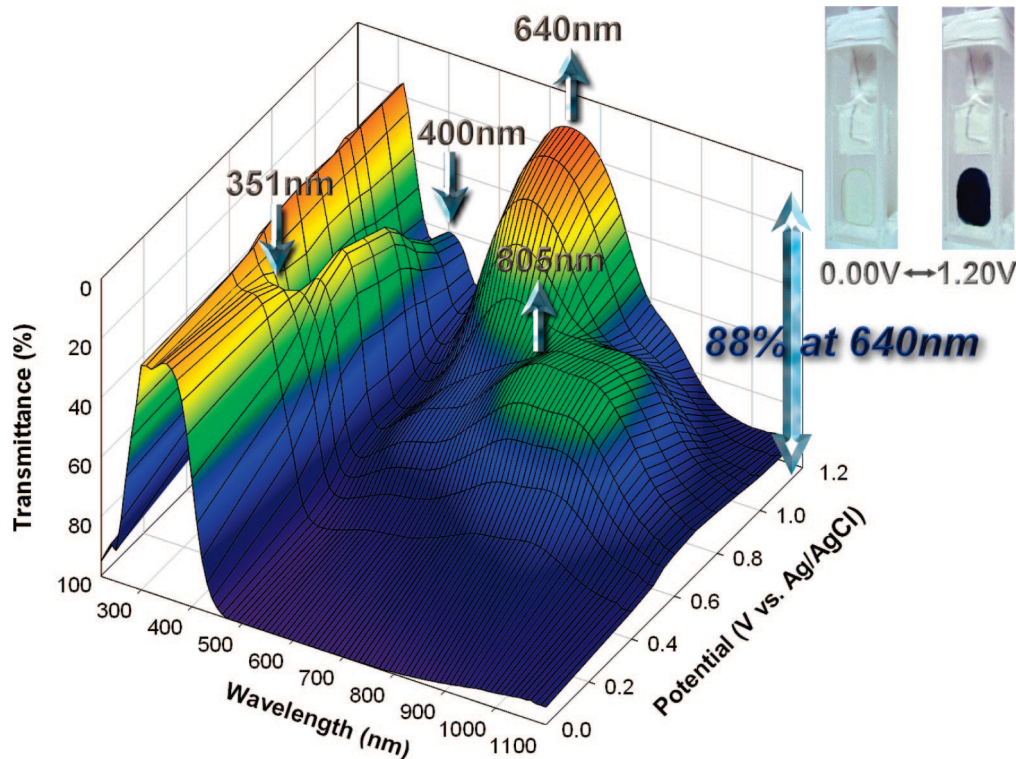 640nm
400nm
351nm
805nm
0.00V↔1.20V
88% at 640nm
Transmittance (%)
0
20
40
60
80
100
300
400
500
600
700
800
900
1000
1100
Wavelength (nm)
0.0
0.2
0.4
0.6
0.8
1.0
1.2
Potential (V vs. Ag/AgCl)